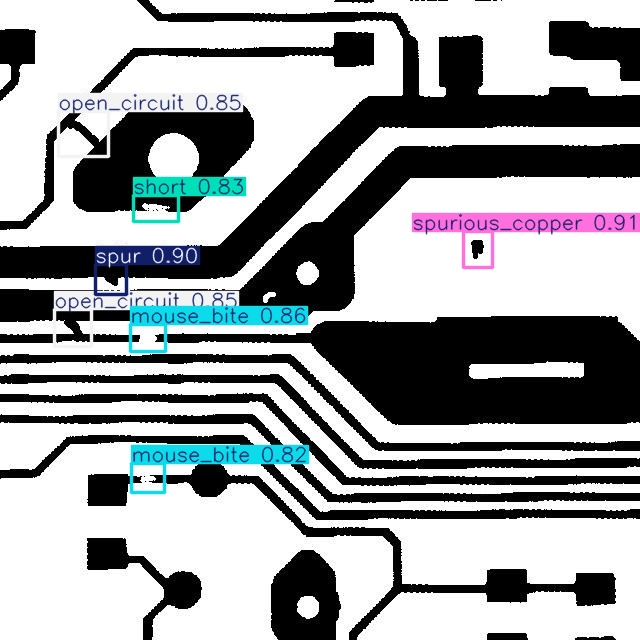 open_circuit 0.85
short 0.83
spurious_copper 0.91
spur 0.90
open_circuit 0.85
mouse_bite 0.86
mouse_bite 0.82